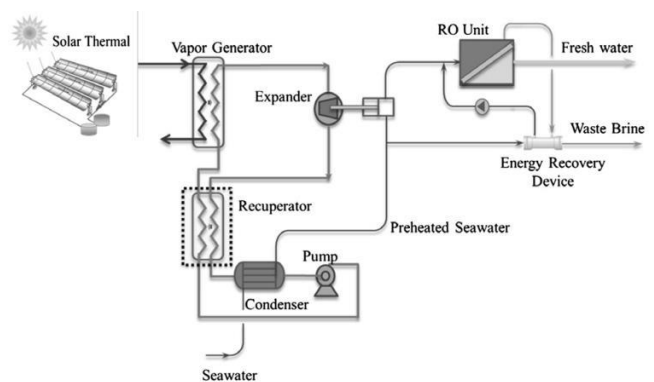 RO Unit
Solar Thermal
Vapor Generator
Fresh water
Expander
Waste Brine
Energy Recovery
Device
Recuperator
Preheated Seawater
Pump
Condenser
Seawater